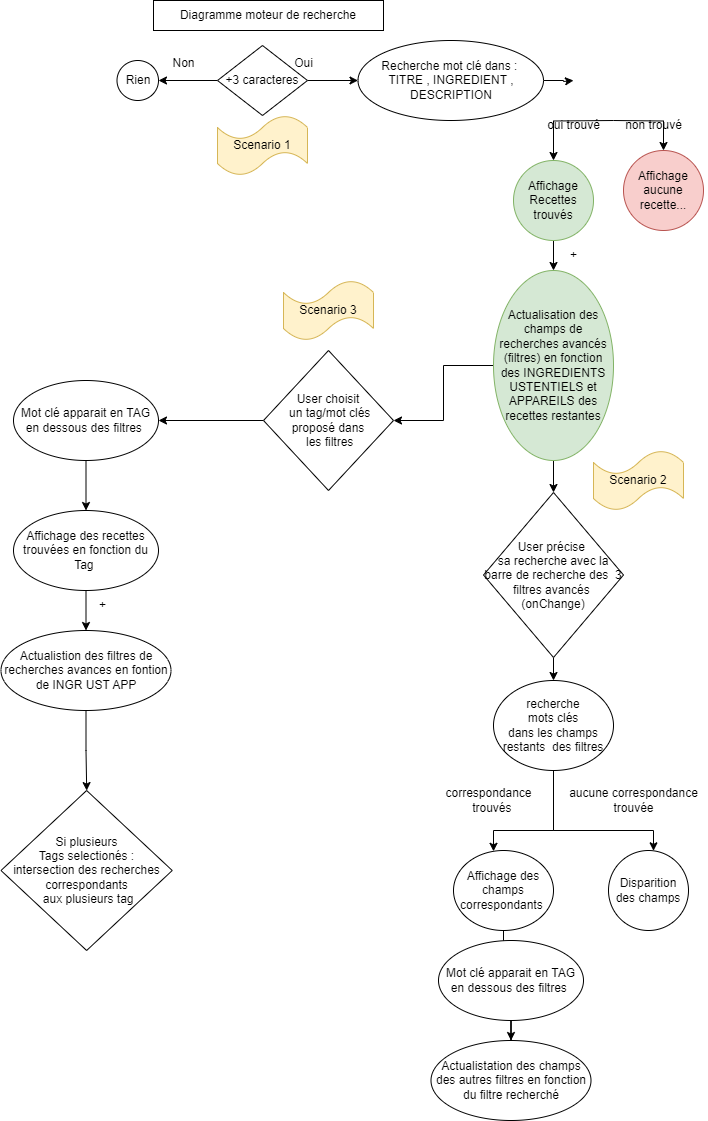 Diagramme moteur de recherche
Non
Oui
Rien
+3 caracteres
Recherche mot clé dans :
TITRE , INGREDIENT ,
DESCRIPTION
Scenario 1
oui trouvé
non trouvé
Affichage
Recettes
trouvés
Affichage
aucune
recette...
+
Scenario 3
Actualisation des
champs de
recherches avancés
(filtres) en fonction
des INGREDIENTS
USTENTIELS et
APPAREILS des
recettes restantes
User choisit
un tag/mot clés
proposé dans
les filtres
Mot clé apparait en TAG
en dessous des filtres
Scenario 2
Affichage des recettes
trouvées en fonction du
Tag
User précise
sa recherche avec la
barre de recherche des 3
filtres avancés
(onChange)
+
Actualistion des filtres de
recherches avances en fontion
de INGR UST APP
recherche
mots clés
dans les champs
restants des filtres
correspondance
trouvés
aucune correspondance
trouvée
Si plusieurs
Tags selectionés :
intersection des recherches
correspondants
aux plusieurs tag
Affichage des
champs
correspondants
Disparition
des champs
Mot clé apparait en TAG
en dessous des filtres
Actualistation des champs
des autres filtres en fonction
du filtre recherché